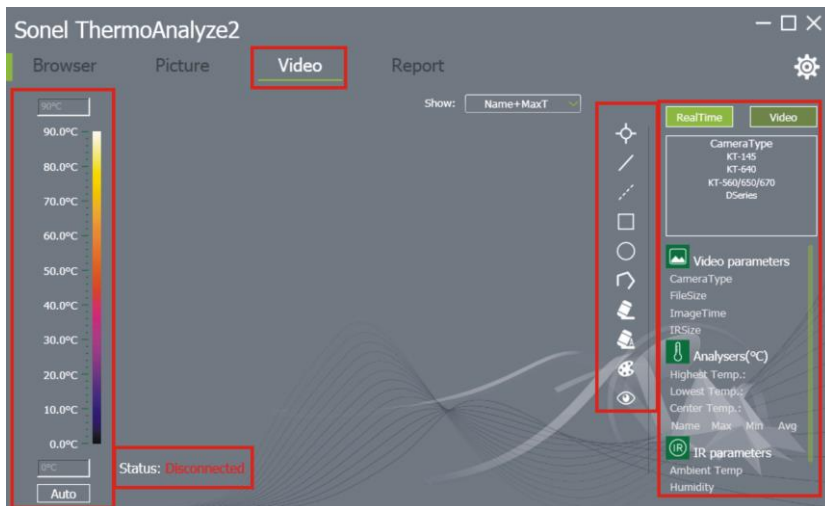 Sonel ThermoAnalyze2
Browser Picture Video Report
Show: Name+MaxT
90°C
90.0°C
80.0°C
70.0°C
60.0°C
50.0°C
40.0°C
30.0°C
20.0°C
10.0°C
0.0°C
0°C
Auto
Status: Disconnected
RealTime Video
CameraType
KT-145
KT-640
KT-560/650/670
DSeries
Video parameters
CameraType
FileSize
ImageTime
IRSize
Analysers(°C)
Highest Temp.:
Lowest Temp.:
Center Temp.:
Name Max Min Avg
IR IR parameters
Ambient Temp
Humidity